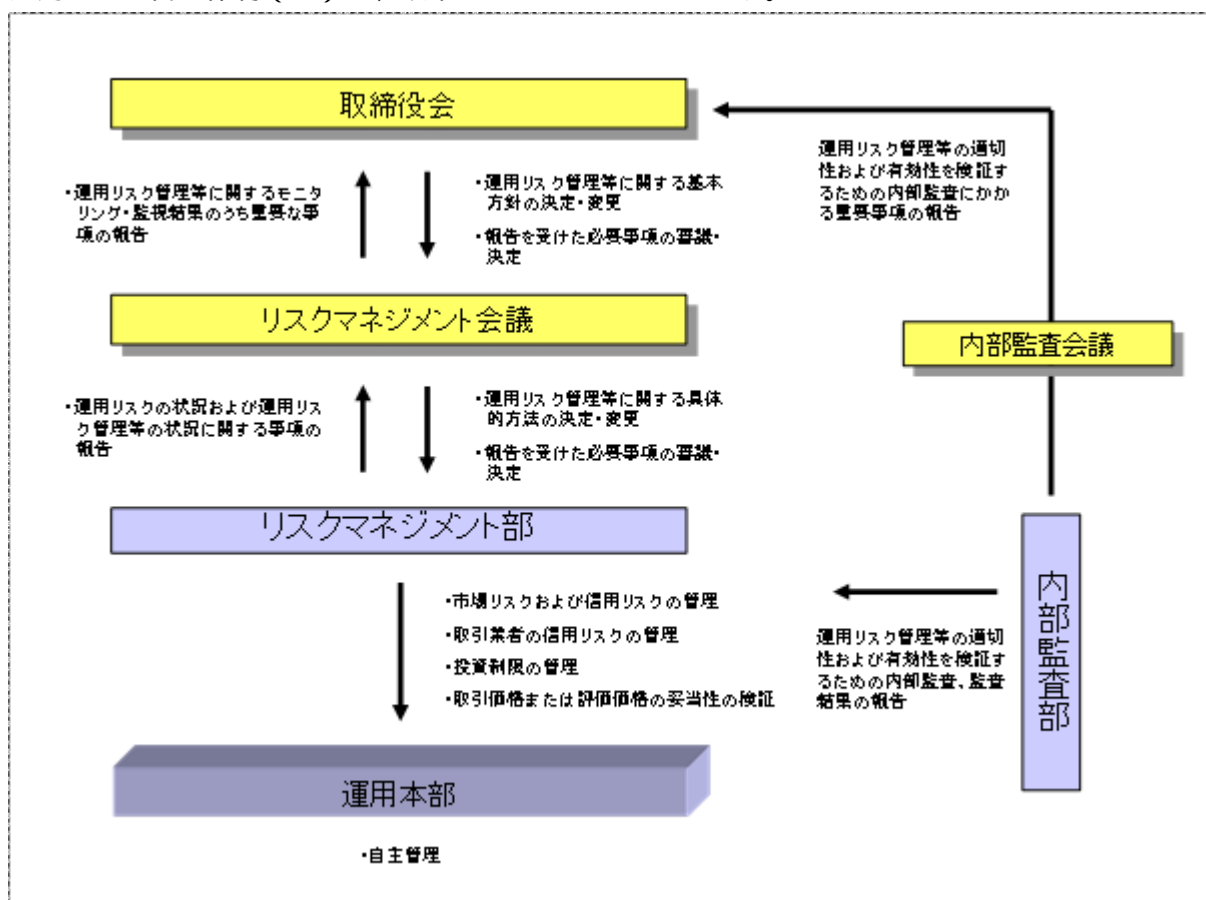 取締役会
・運用リスク管理等に関するモニタ
リング・監視結果のうち重要な事
項の報告
・運用リスク管理等に関する基本
方針の決定・変更
・報告を受けた必要事項の審議・
決定
運用リスク管理等の適切
性および有効性を検証す
るための内部監査にかか
る重要事項の報告
リスクマネジメント会議
内部監査会議
・運用リスクの状況および運用リス
ク管理等の状況に関する事項の
報告
・運用リスク管理等に関する具体
的方法の決定・変更
・報告を受けた必要事項の審議・
決定
リスクマネジメント部
・市場リスクおよび信用リスクの管理
・取引業者の信用リスクの管理
・投資制限の管理
・取引価格または評価価格の妥当性の検証
運用リスク管理等の適切
性および有効性を検証す
るための内部監査、監査
結果の報告
内部監査部
運用本部
・自主管理